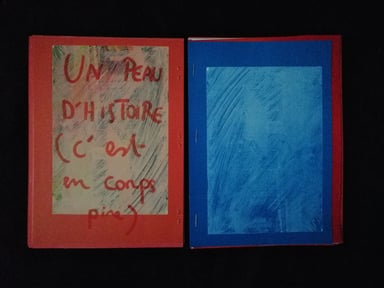 UN PEAU
D'HISTOIRE
(c'est
en corps
pire)